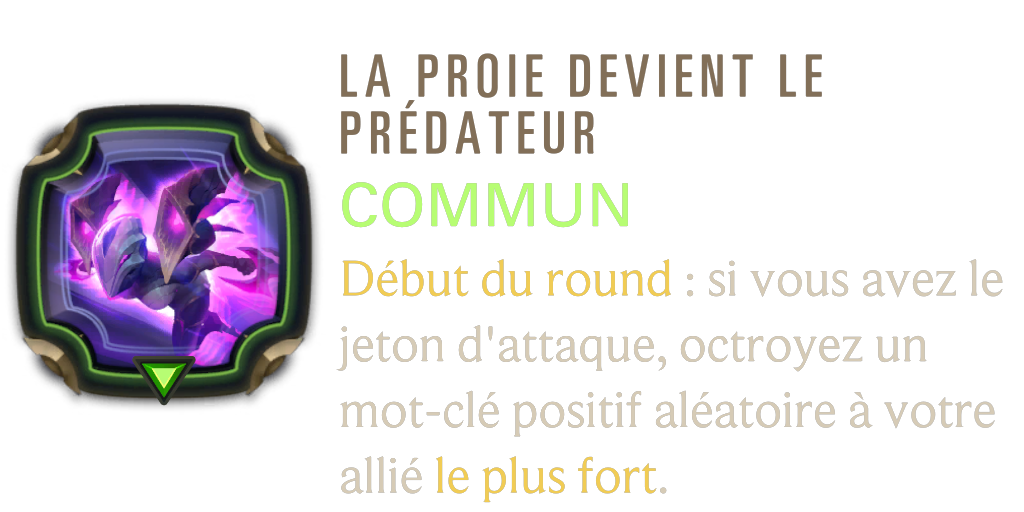 LA PROIE DEVIENT LE
PRÉDATEUR
COMMUN
Début du round : si vous avez le
jeton d'attaque, octroyez un
mot-clé positif aléatoire à votre
allié le plus fort.